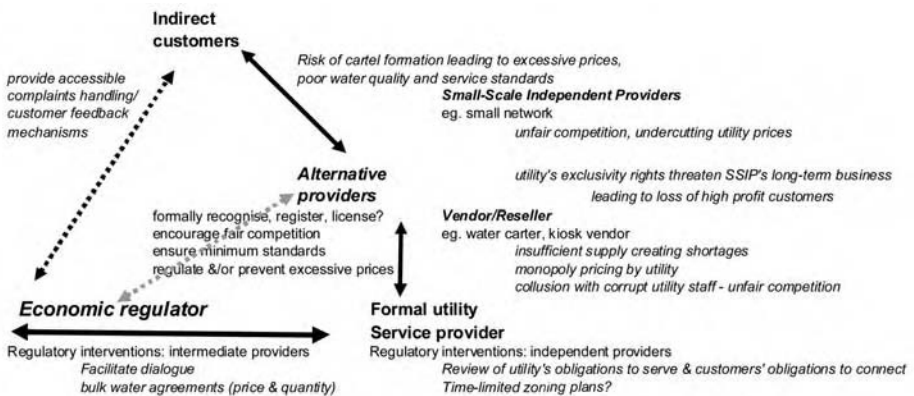 Indirect
customers
provide accessible
complaints handling/
customer feedback
mechanisms
Risk of cartel formation leading to excessive prices,
poor water quality and service standards
Small-Scale Independent Providers
eg. small network
unfair competition, undercutting utility prices
utility's exclusivity rights threaten SSIP's long-term business
leading to loss of high profit customers
Alternative
providers
formally recognise, register, license?
encourage fair competition
ensure minimum standards
regulate &/or prevent excessive prices
Vendor/Reseller
eg. water carter, kiosk vendor
insufficient supply creating shortages
monopoly pricing by utility
collusion with corrupt utility staff - unfair competition
Economic regulator
Formal utility
Service provider
Regulatory interventions: intermediate providers
Facilitate dialogue
bulk water agreements (price & quantity)
Regulatory interventions: independent providers
Review of utility's obligations to serve & customers' obligations to connect
Time-limited zoning plans?